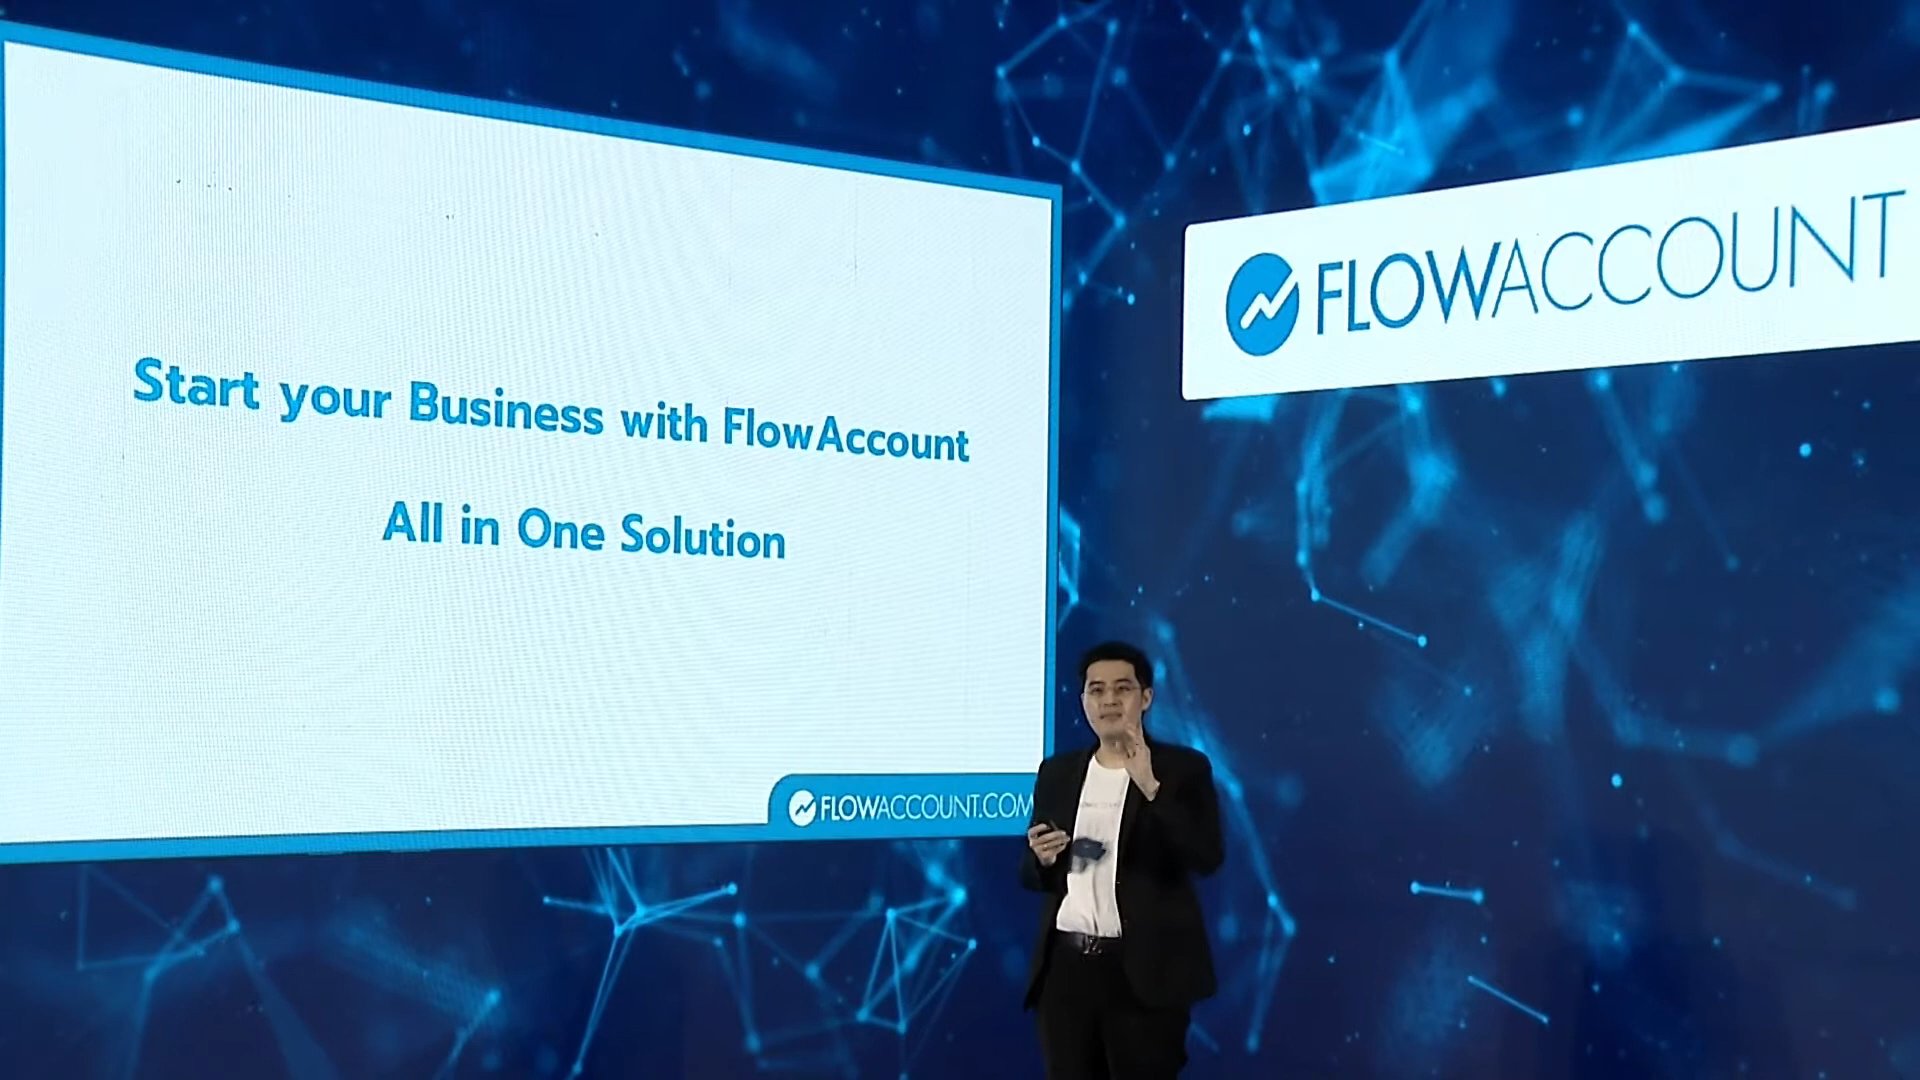 Start your Business with FlowAccount
All in One Solution
FLOWACCOUNT.COM
FLOWACCOUNT